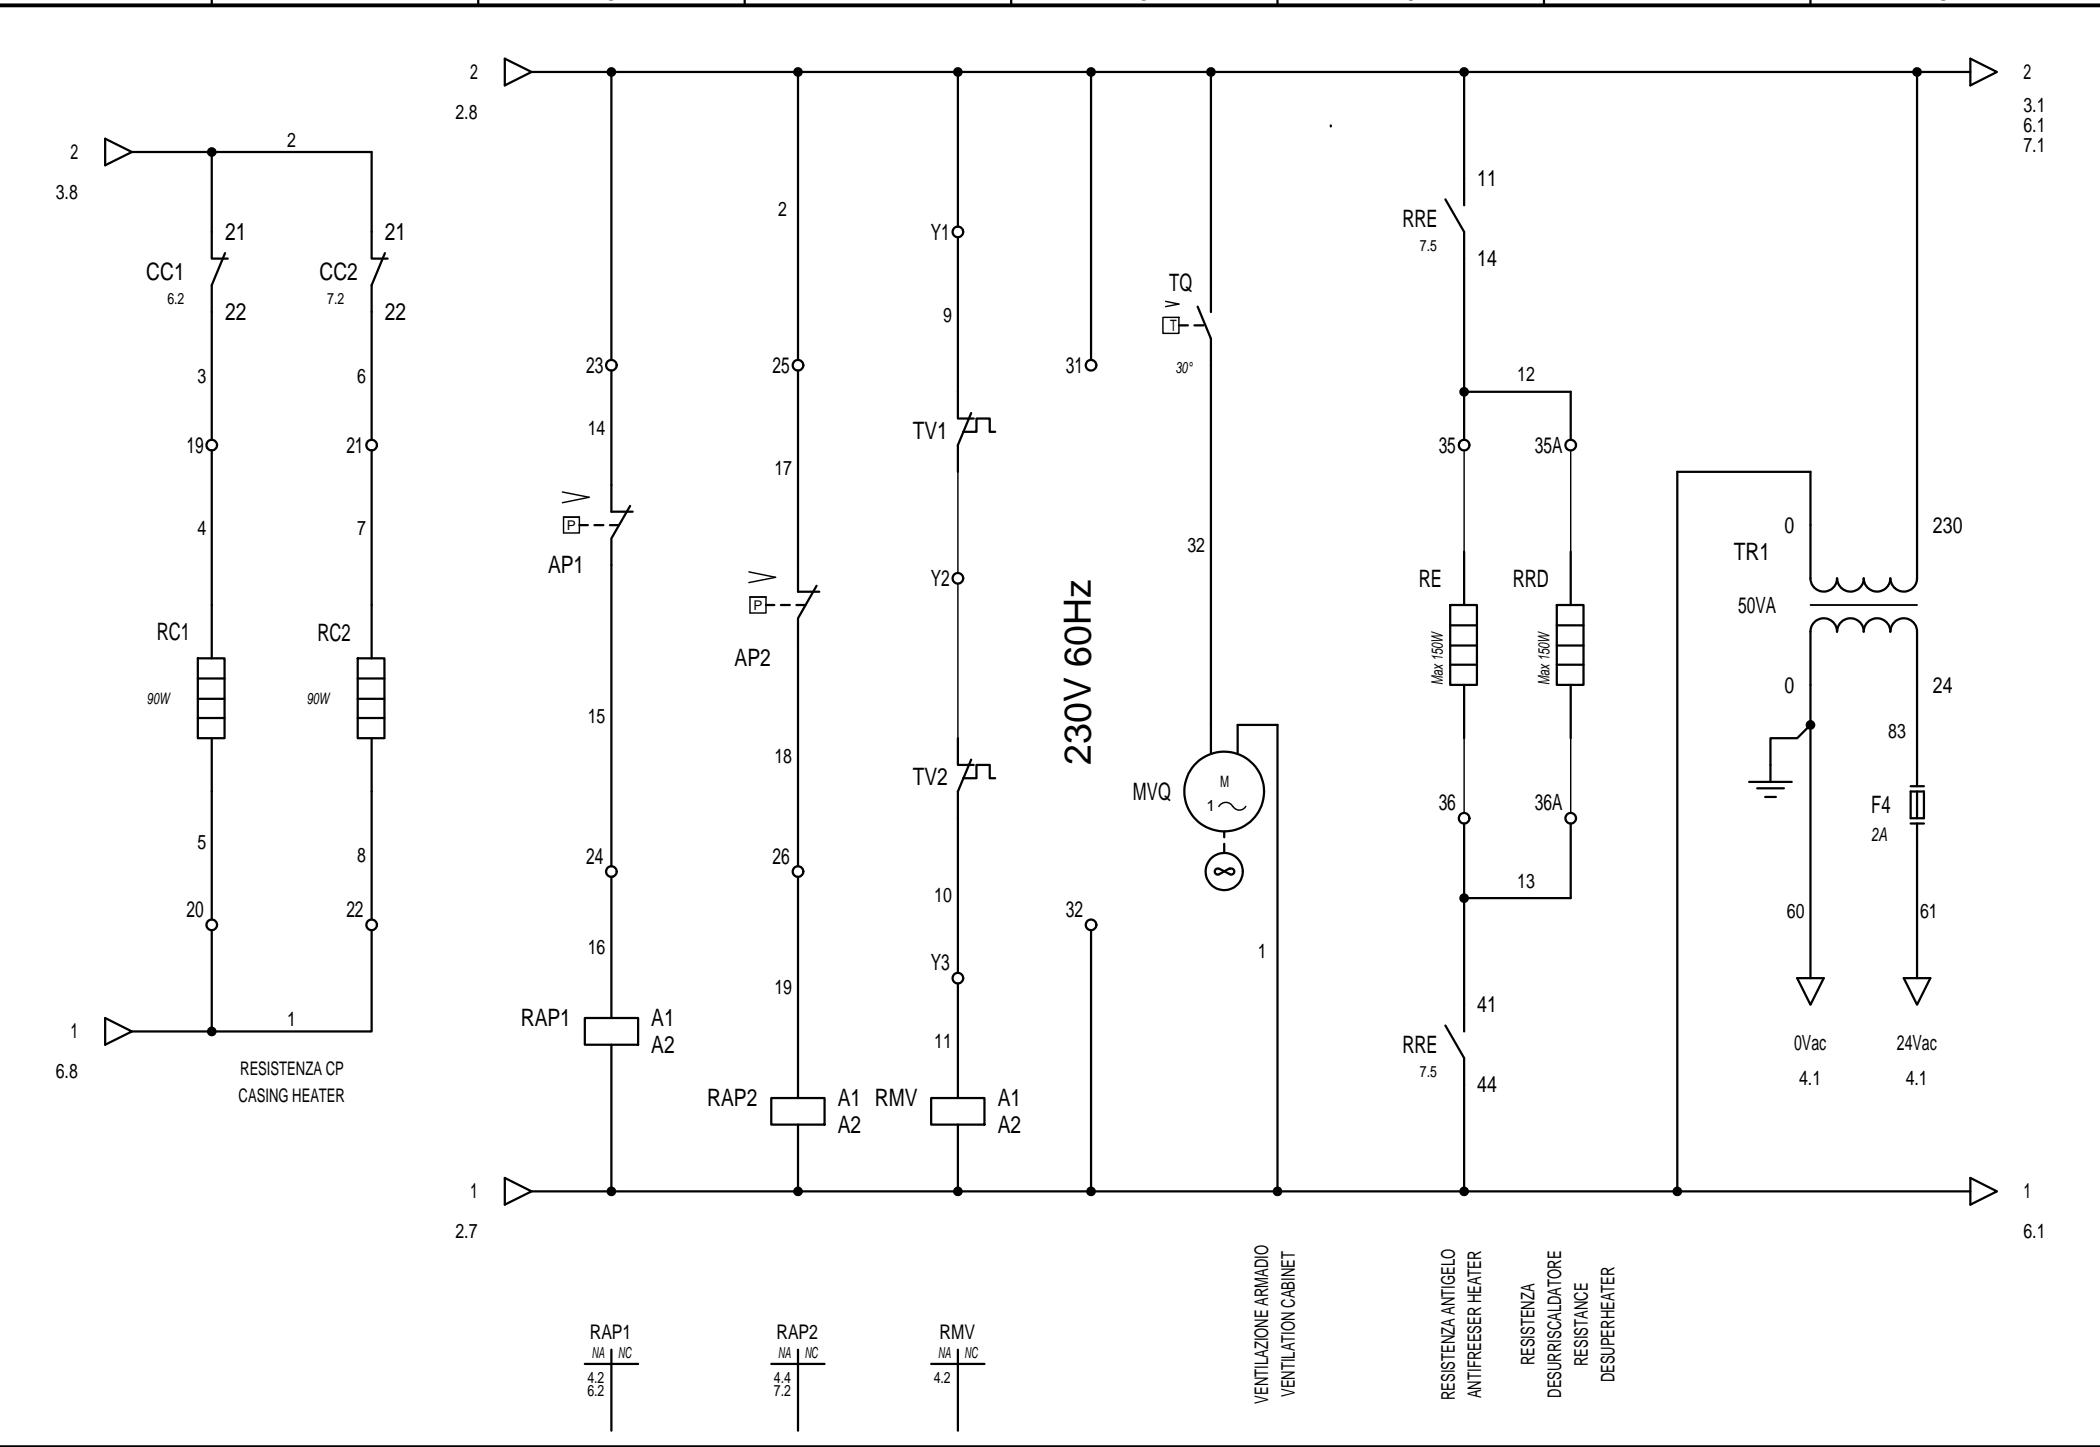 2
2.8
2
3.1
6.1
7.1
2
3.8
2
21
CC1
6.2
22
3
19
4
RC1
90W
5
20
21
CC2
7.2
22
6
21
7
RC2
90W
8
22
1
6.8
1
RESISTENZA CP
CASING HEATER
23
14
P
AP1
15
24
16
RAP1
A1
A2
2
25
17
P
AP2
18
26
19
RAP2
A1
A2
Y1
9
TV1
Y2
TV2
10
Y3
11
RMV
A1
A2
31
230V 60Hz
32
TQ
T
30°
32
MVQ
M
1
1
11
RRE
7.5
14
12
35
35A
RE
Max 150W
RRD
Max 150W
36
36A
13
41
RRE
7.5
44
0
230
TR1
50VA
0
24
83
F4
2A
60
61
0Vac
4.1
24Vac
4.1
1
2.7
1
6.1
RAP1
NA NC
4.2
6.2
RAP2
NA NC
4.4
7.2
RMV
NA NC
4.2
VENTILAZIONE ARMADIO
VENTILATION CABINET
RESISTENZA ANTIGELO
ANTIFREESER HEATER
RESISTENZA
DESURRISCALDATORE
RESISTANCE
DESUPERHEATER